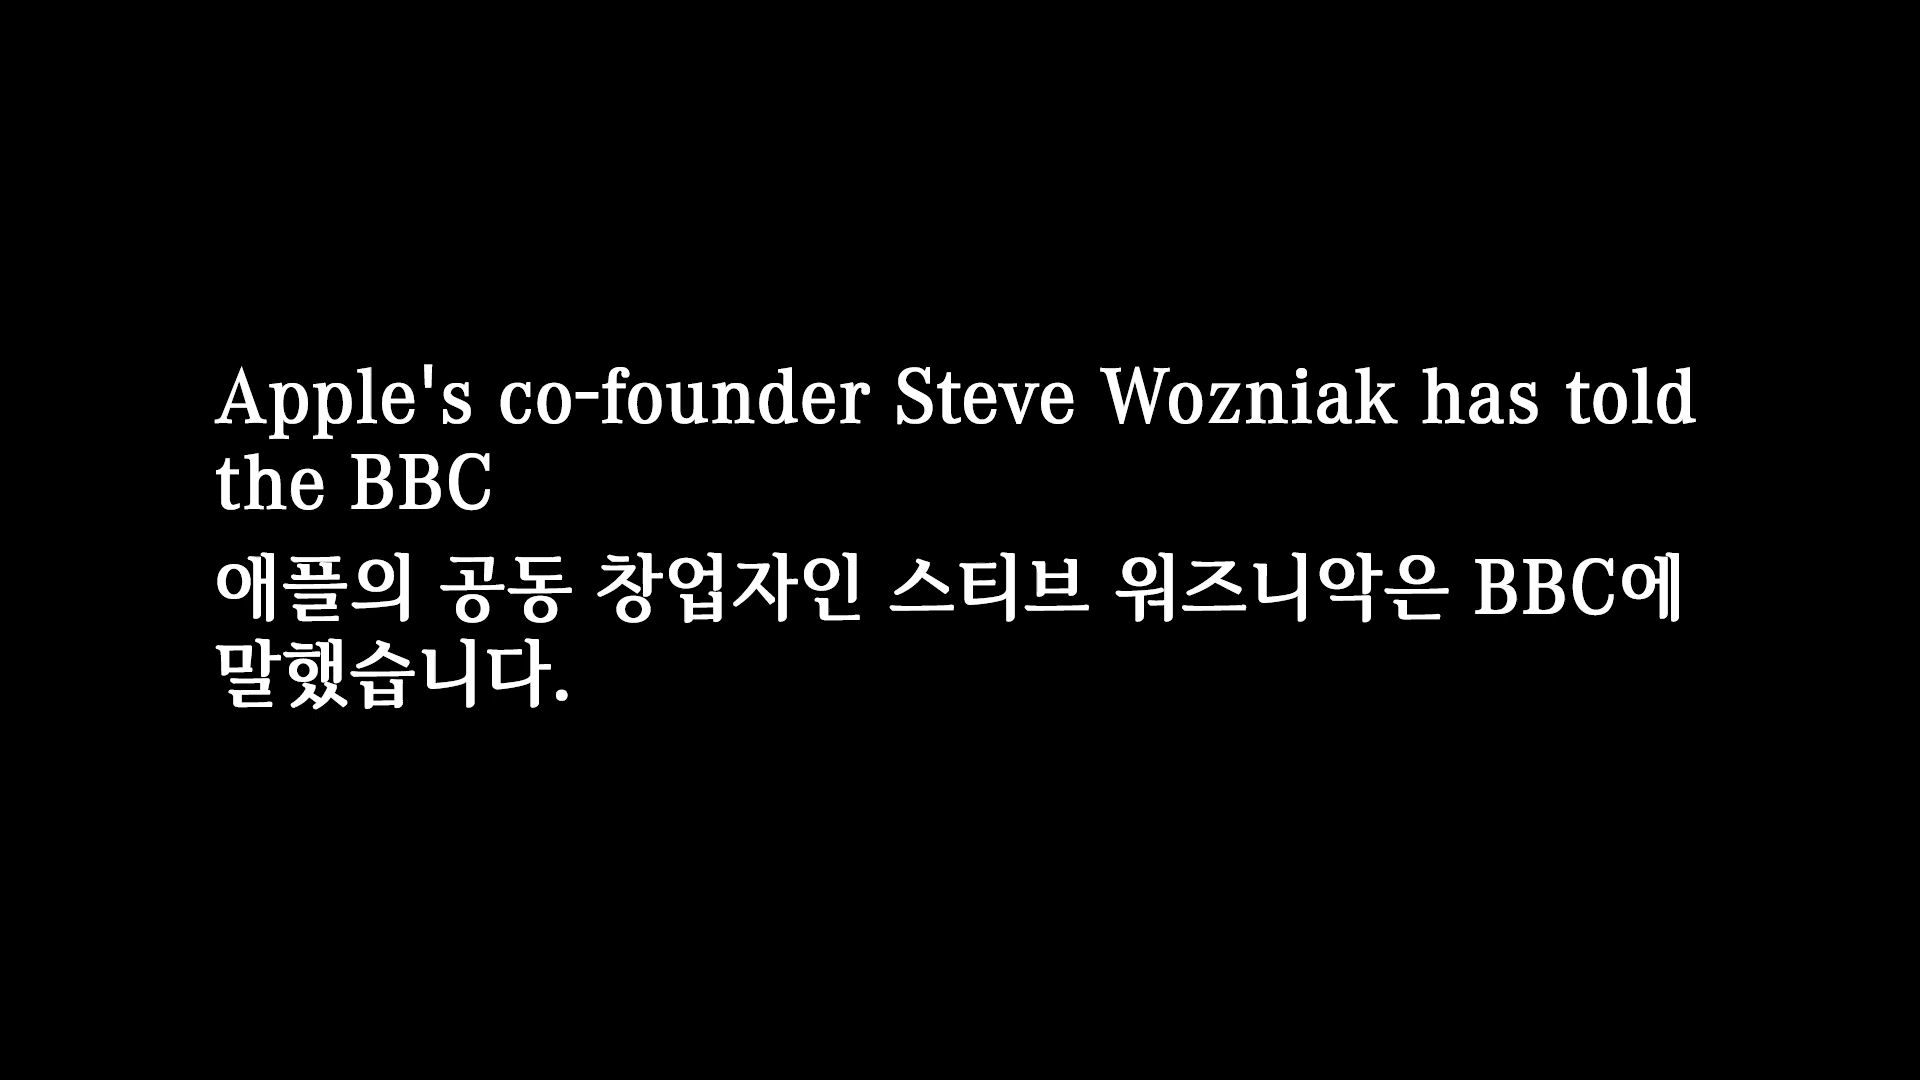 Apple's co-founder Steve Wozniak has told
the BBC
애플의 공동 창업자인 스티브 워즈니악은 BBC에
말했습니다.